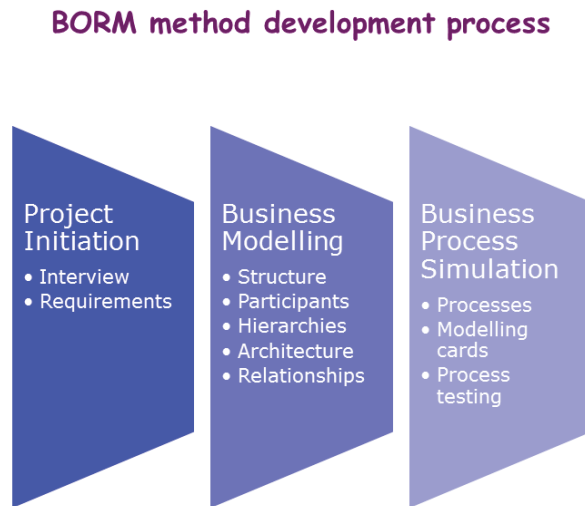 BORM method development process
Project
Initiation
• Interview
• Requirements
Business
Modelling
• Structure
• Participants
• Hierarchies
• Architecture
• Relationships
Business
Process
Simulation
• Processes
• Modelling
cards
• Process
testing